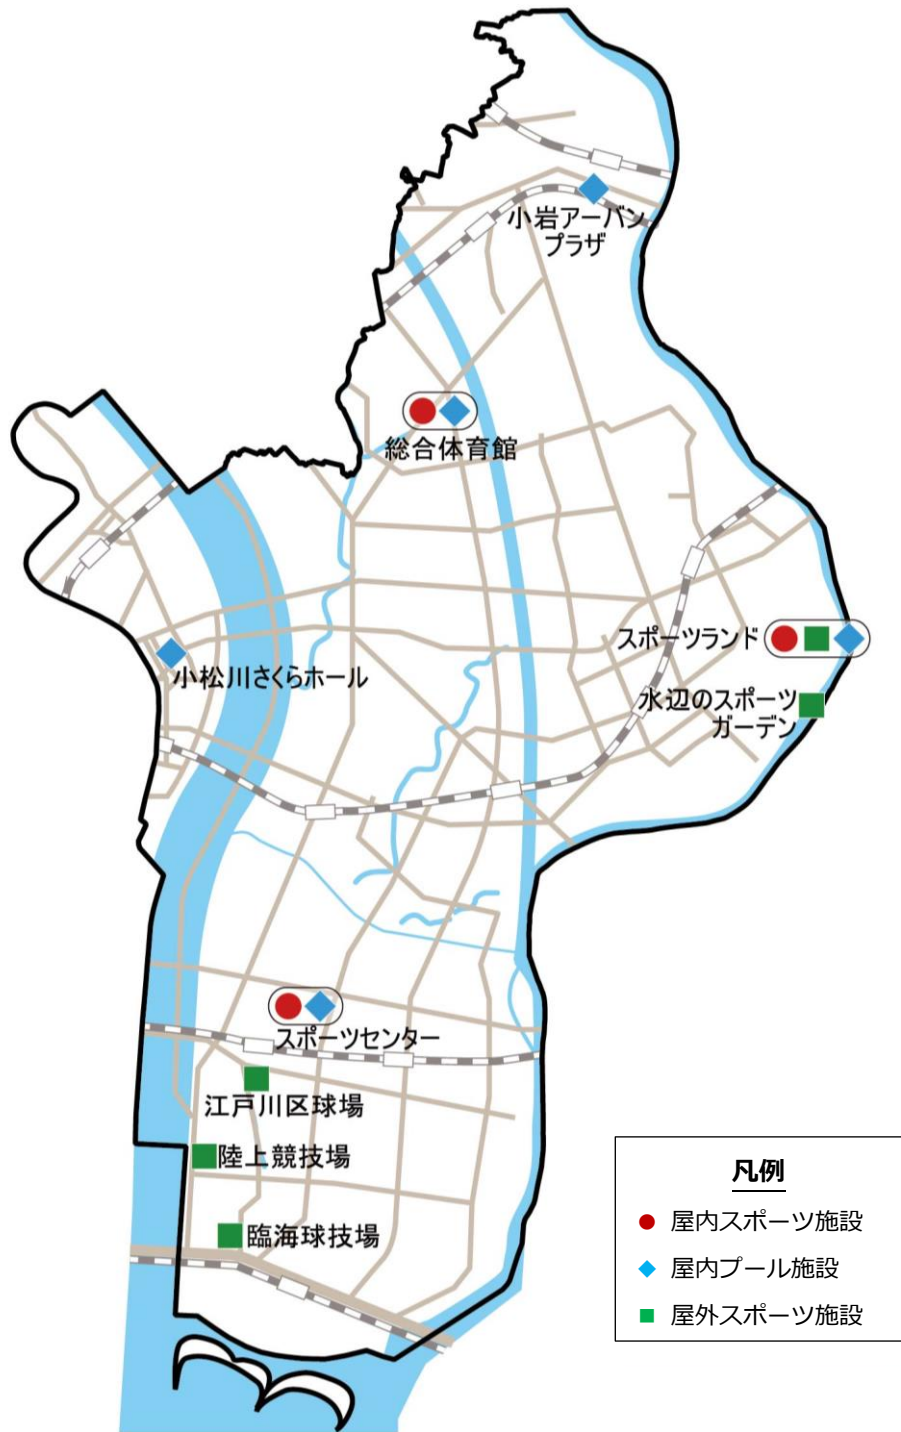 小岩アーバン
プラザ
総合体育館
スポーツランド
小松川さくらホール
水辺のスポーツ
ガーデン
スポーツセンター
江戸川区球場
陸上競技場
臨海球技場
凡例
屋内スポーツ施設
屋内プール施設
屋外スポーツ施設